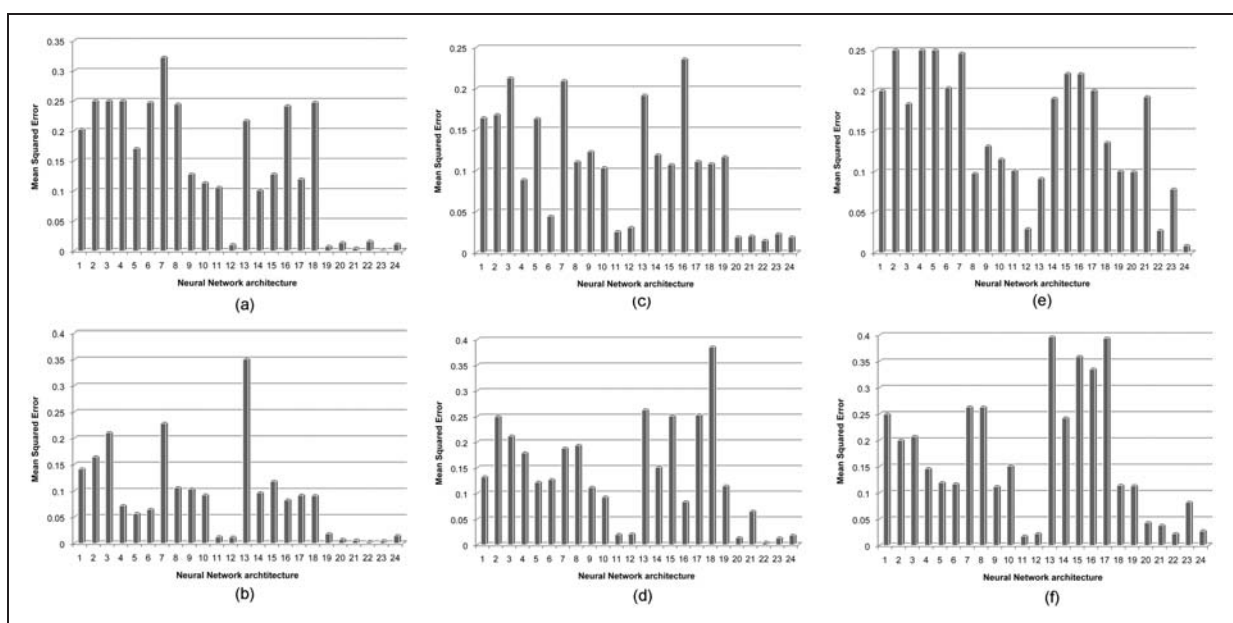 0.35
0.3
0.25
0.2
0.15
0.1
0.05
0
Mean Squared Error
1 2 3 4 5 6 7 8 9 10 11 12 13 14 15 16 17 18 19 20 21 22 23 24
Neural Network architecture
(a)
0.25
0.2
0.15
0.1
0.05
0
Mean Squared Error
1 2 3 4 5 6 7 8 9 10 11 12 13 14 15 16 17 18 19 20 21 22 23 24
Neural Network architecture
(c)
0.25
0.2
0.15
0.1
0.05
0
Mean Squared Error
1 2 3 4 5 6 7 8 9 10 11 12 13 14 15 16 17 18 19 20 21 22 23 24
Neural Network architecture
(e)
0.4
0.35
0.3
0.25
0.2
0.15
0.1
0.05
0
Mean Squared Error
1 2 3 4 5 6 7 8 9 10 11 12 13 14 15 16 17 18 19 20 21 22 23 24
Neural Network archtitecture
(b)
0.4
0.35
0.3
0.25
0.2
0.15
0.1
0.05
0
Mean Squared Error
1 2 3 4 5 6 7 8 9 10 11 12 13 14 15 16 17 18 19 20 21 22 23 24
Neural Network architecture
(d)
0.4
0.35
0.3
0.25
0.2
0.15
0.1
0.05
0
Mean Squared Error
1 2 3 4 5 6 7 8 9 10 11 12 13 14 15 16 17 18 19 20 21 22 23 24
Neural Network architecture
(f)